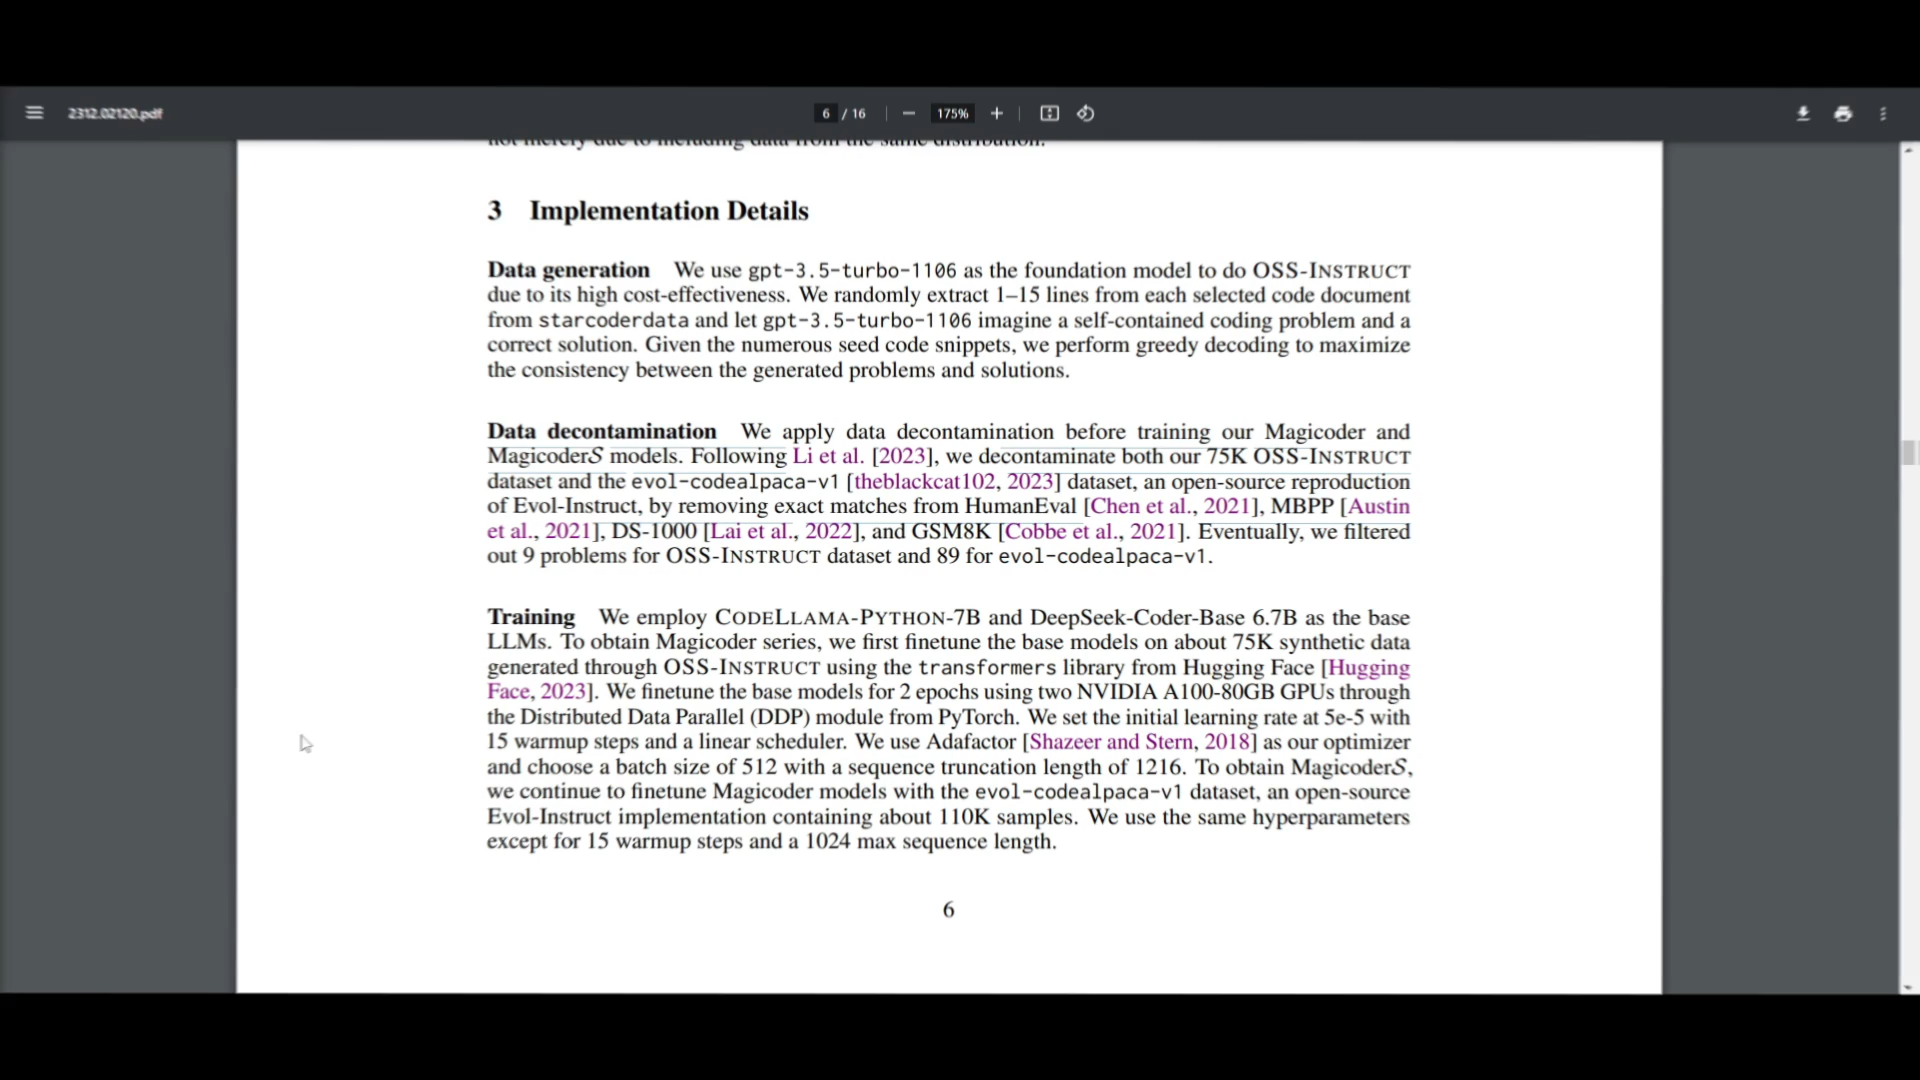 2312.02120.pdf
6 / 16
175%
not merely due to including data from the same distribution.
3 Implementation Details
Data generation We use gpt-3.5-turbo-1106 as the foundation model to do OSS-INSTRUCT
due to its high cost-effectiveness. We randomly extract 1–15 lines from each selected code document
from starcoderdata and let gpt-3.5-turbo-1106 imagine a self-contained coding problem and a
correct solution. Given the numerous seed code snippets, we perform greedy decoding to maximize
the consistency between the generated problems and solutions.
Data decontamination We apply data decontamination before training our Magicoder and
MagicoderS models. Following Li et al. [2023], we decontaminate both our 75K OSS-INSTRUCT
dataset and the evol-codealpaca-v1 [theblackcat102, 2023] dataset, an open-source reproduction
of Evol-Instruct, by removing exact matches from HumanEval [Chen et al., 2021], MBPP [Austin
et al., 2021], DS-1000 [Lai et al., 2022], and GSM8K [Cobbe et al., 2021]. Eventually, we filtered
out 9 problems for OSS-INSTRUCT dataset and 89 for evol-codealpaca-v1.
Training We employ CODELLAMA-PYTHON-7B and DeepSeek-Coder-Base 6.7B as the base
LLMs. To obtain Magicoder series, we first finetune the base models on about 75K synthetic data
generated through OSS-INSTRUCT using the transformers library from Hugging Face [Hugging
Face, 2023]. We finetune the base models for 2 epochs using two NVIDIA A100-80GB GPUs through
the Distributed Data Parallel (DDP) module from PyTorch. We set the initial learning rate at 5e-5 with
15 warmup steps and a linear scheduler. We use Adafactor [Shazeer and Stern, 2018] as our optimizer
and choose a batch size of 512 with a sequence truncation length of 1216. To obtain MagicoderS,
we continue to finetune Magicoder models with the evol-codealpaca-v1 dataset, an open-source
Evol-Instruct implementation containing about 110K samples. We use the same hyperparameters
except for 15 warmup steps and a 1024 max sequence length.
6